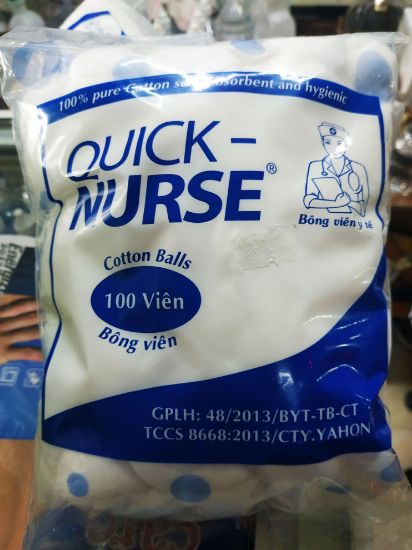 100% pure Cotton so absorbent and hygienic
QUICK –
NURSE®
Bông viên y tế
Cotton Balls
100 Viên
Bông viên
GPLH: 48/2013/BYT-TB-CT
TCCS 8668:2013/CTY.YAHON